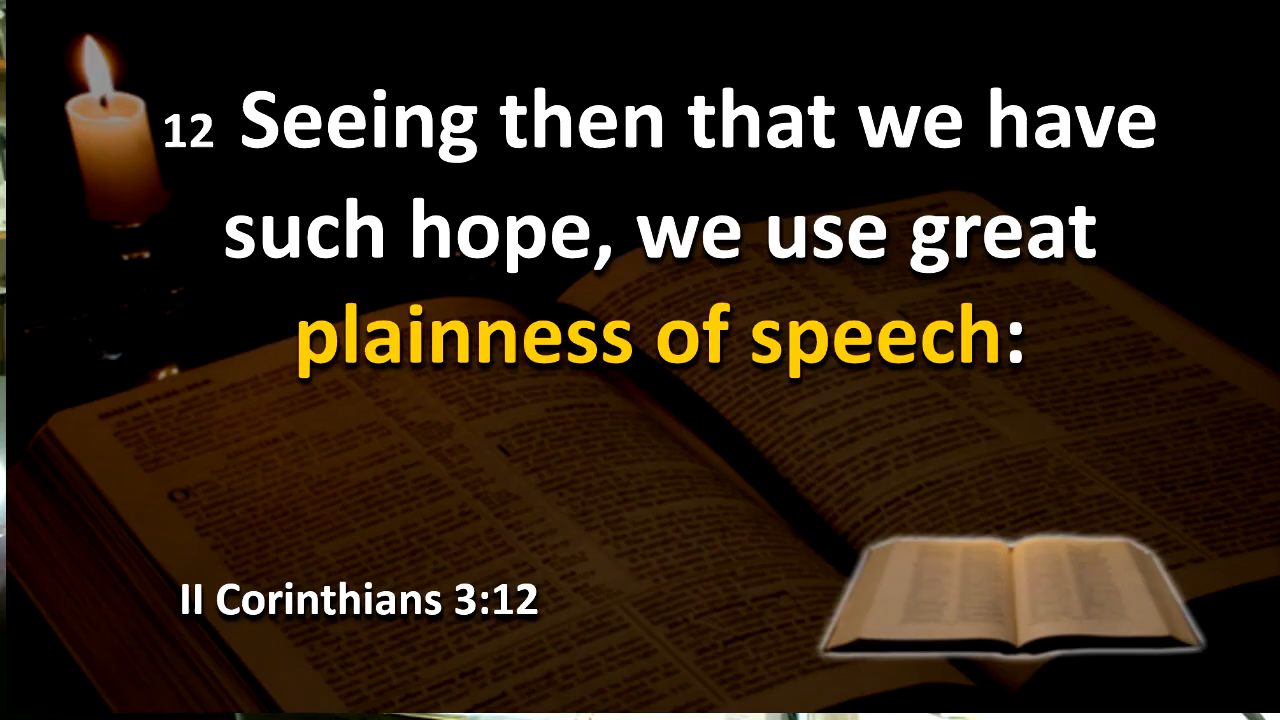 12 Seeing then that we have
such hope, we use great
plainness of speech:
II Corinthians 3:12